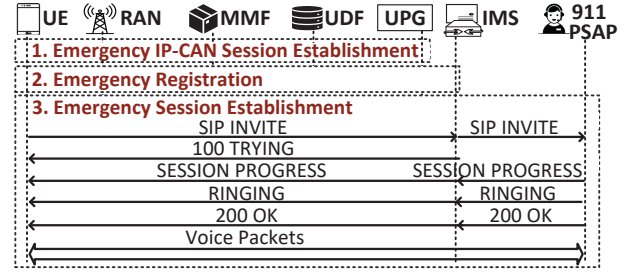 UE RAN MMF UDF UPG IMS 911
PSAP
1. Emergency IP-CAN Session Establishment
2. Emergency Registration
3. Emergency Session Establishment
SIP INVITE SIP INVITE
100 TRYING
SESSION PROGRESS SESSION PROGRESS
RINGING RINGING
200 OK 200 OK
Voice Packets